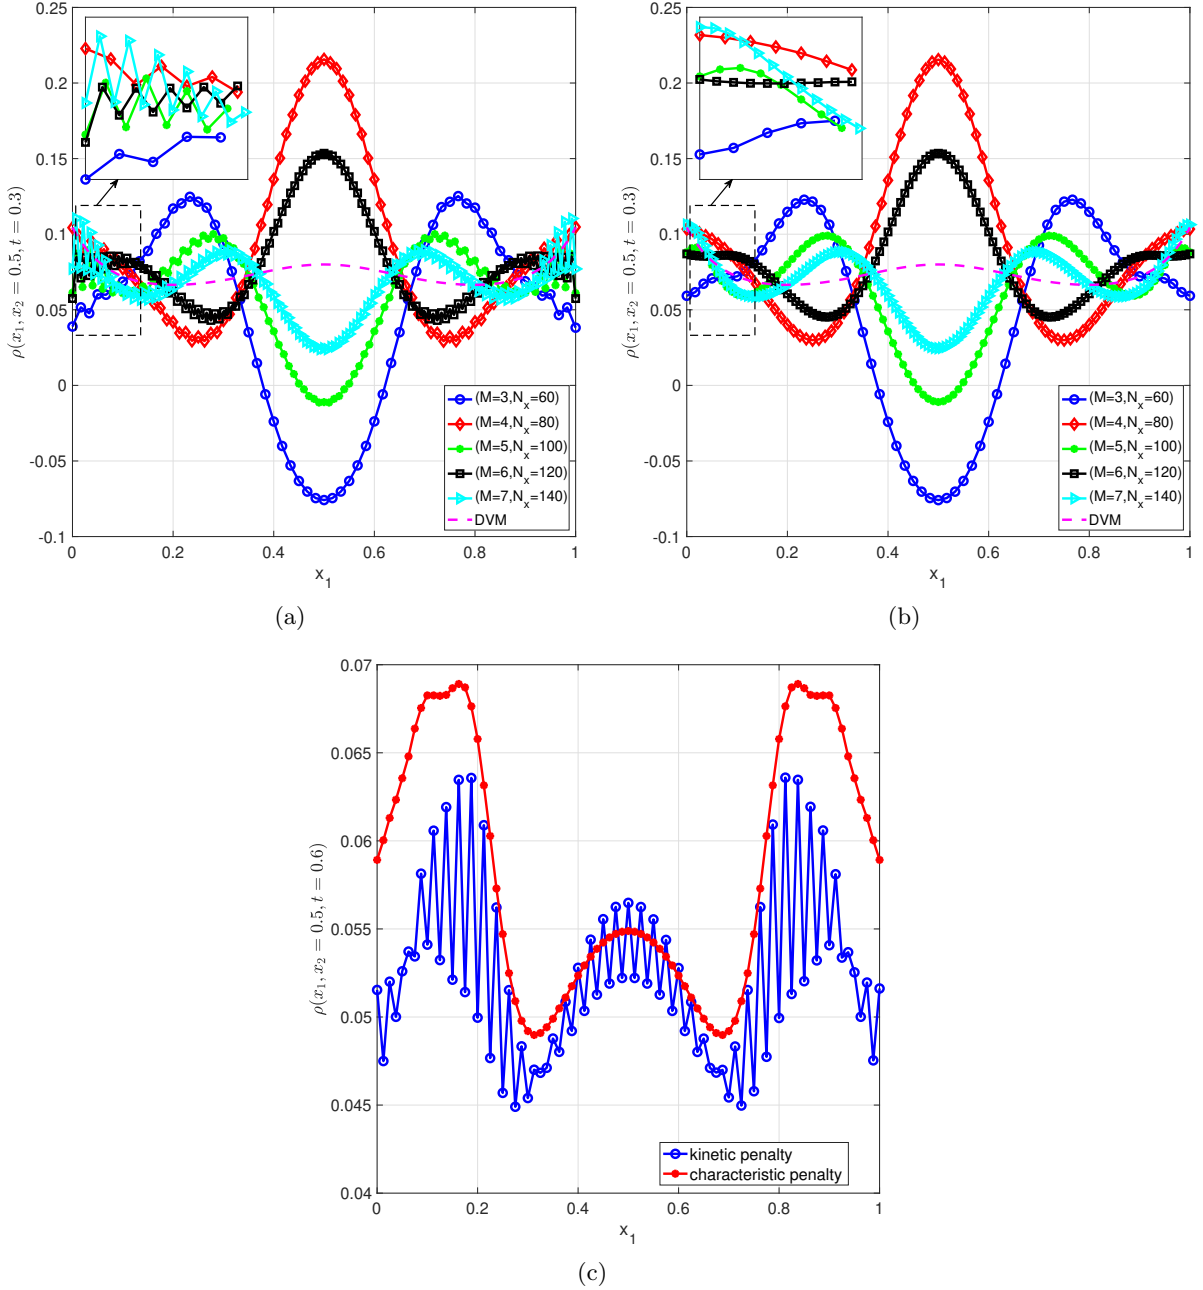 0.25
0.2
0.15
0.1
0.05
0
-0.05
-0.1
ρ(x₁, x₂ = 0.5, t = 0.3)
0 0.2 0.4 0.6 0.8 1
x₁
(M=3,Nₓ=60)
(M=4,Nₓ=80)
(M=5,Nₓ=100)
(M=6,Nₓ=120)
(M=7,Nₓ=140)
DVM
(a)
0.25
0.2
0.15
0.1
0.05
0
-0.05
-0.1
ρ(x₁, x₂ = 0.5, t = 0.3)
0 0.2 0.4 0.6 0.8 1
x₁
(M=3,Nₓ=60)
(M=4,Nₓ=80)
(M=5,Nₓ=100)
(M=6,Nₓ=120)
(M=7,Nₓ=140)
DVM
(b)
0.07
0.065
0.06
0.055
0.05
0.045
0.04
ρ(x₁, x₂ = 0.5, t = 0.6)
0 0.2 0.4 0.6 0.8 1
x₁
kinetic penalty
characteristic penalty
(c)